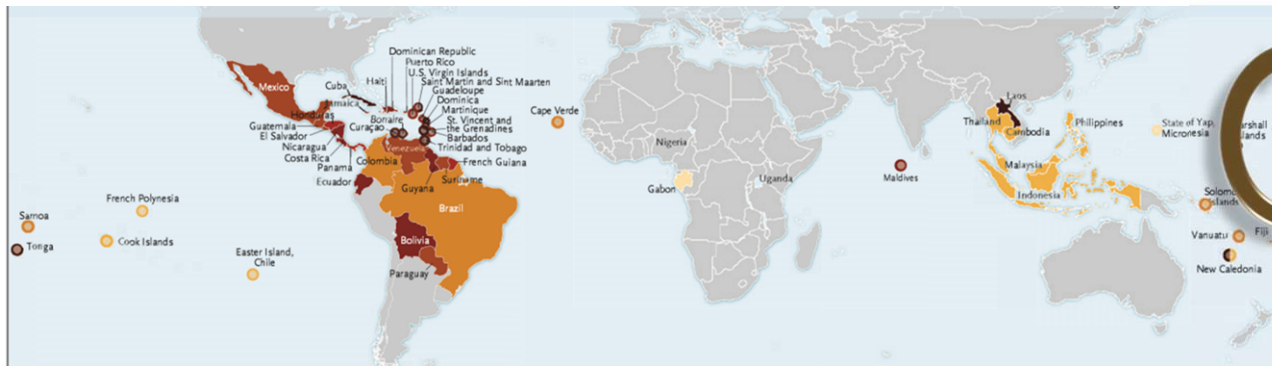 Dominican Republic
Puerto Rico
U.S. Virgin Islands
Saint Martin and Sint Maarten
Guadeloupe
Dominica
Martinique
St. Vincent and
the Grenadines
Barbados
Trinidad and Tobago
Haiti
Cuba
Jamaica
Mexico
Honduras
Bonaire
Curaçao
Guatemala
El Salvador
Nicaragua
Costa Rica
Panama
Venezuela
Colombia
French Guiana
Suriname
Guyana
Ecuador
Brazil
Bolivia
Paraguay
Cape Verde
French Polynesia
Samoa
Tonga
Cook Islands
Easter Island,
Chile
Nigeria
Gabon
Uganda
Maldives
Laos
Thailand
Cambodia
Philippines
Malaysia
Indonesia
State of Yap,
Micronesia
arshall
lands
Solom
slands
Vanuatu
Fiji
New Caledonia